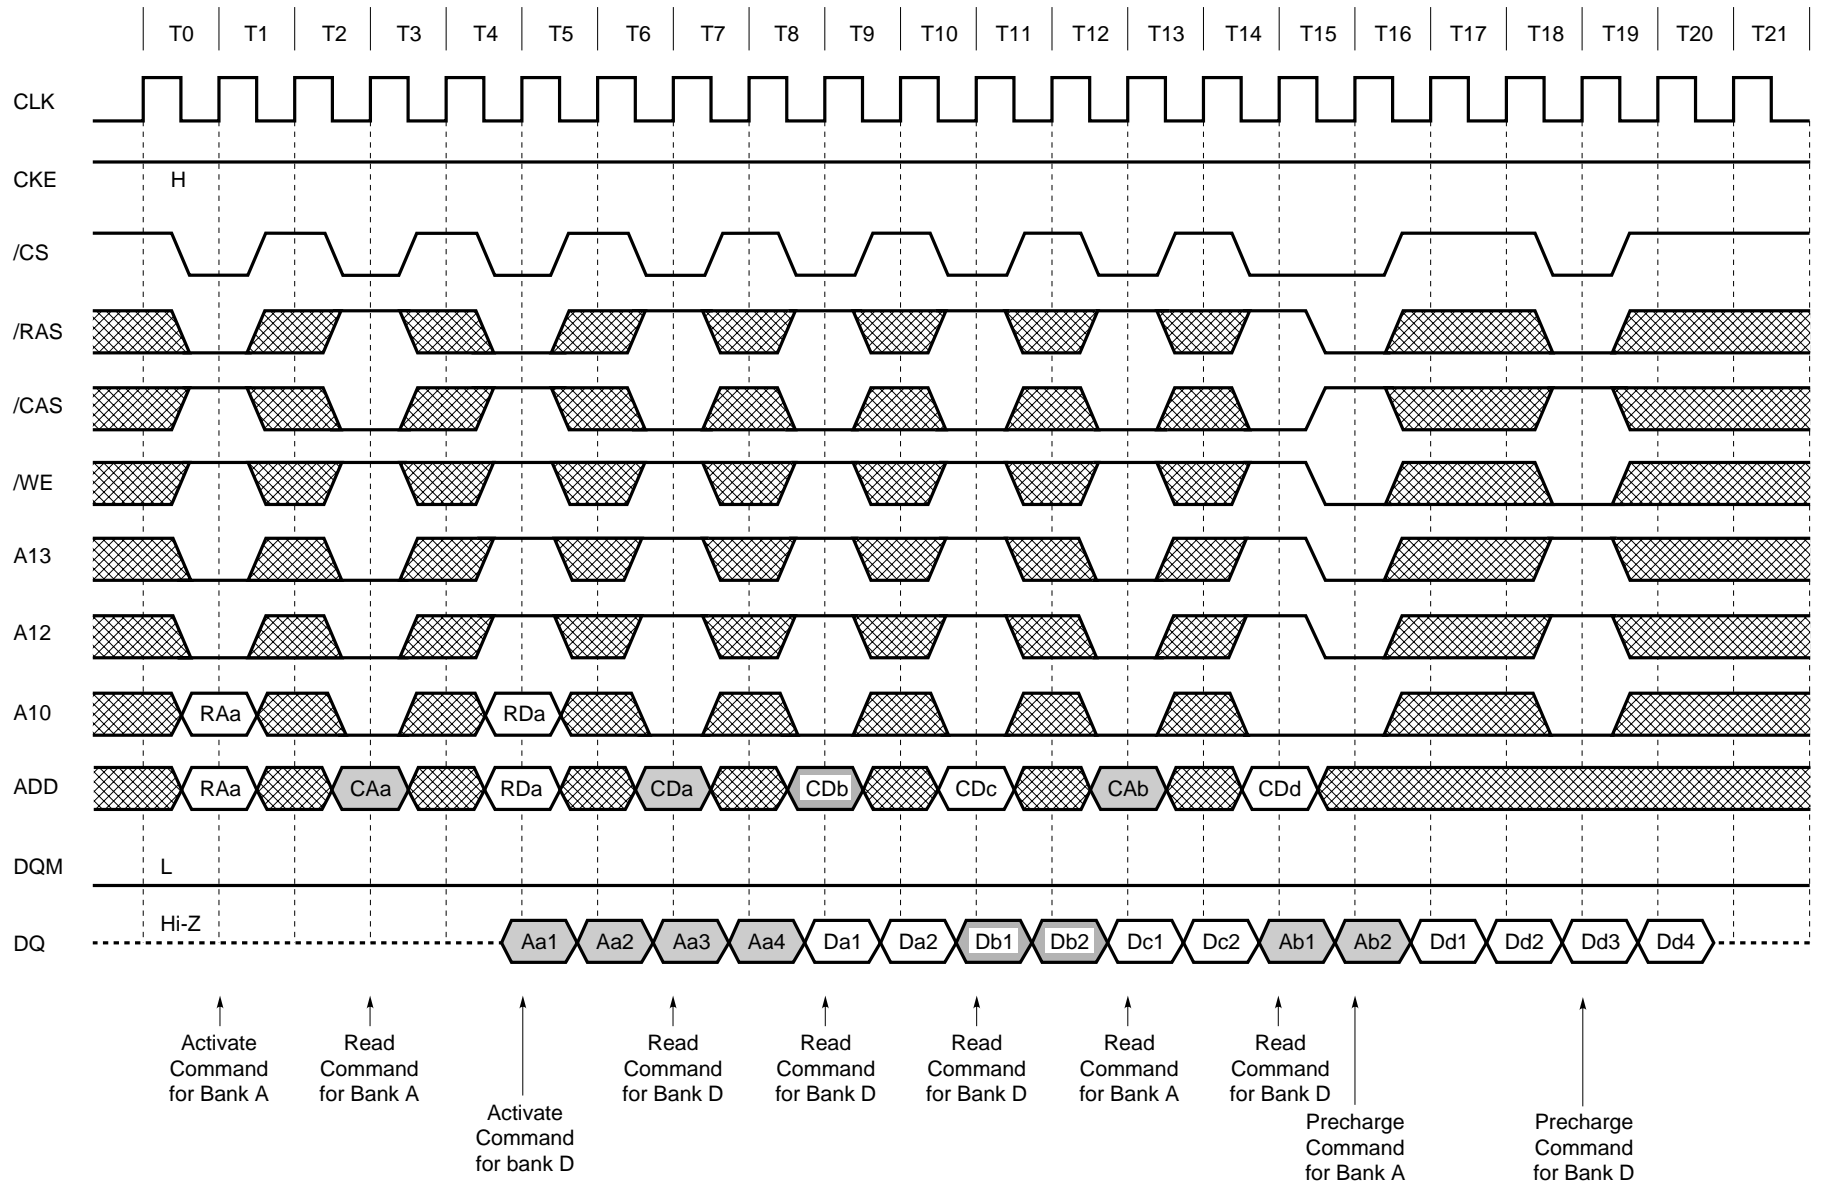 T0 T1 T2 T3 T4 T5 T6 T7 T8 T9 T10 T11 T12 T13 T14 T15 T16 T17 T18 T19 T20 T21
CLK
CKE H
/CS
/RAS
/CAS
/WE
A13
A12
A10 RAa RDa
ADD RAa CAa RDa CDa CDb CDc CAb CDd
DQM L
DQ Hi-Z Aa1 Aa2 Aa3 Aa4 Da1 Da2 Db1 Db2 Dc1 Dc2 Ab1 Ab2 Dd1 Dd2 Dd3 Dd4
Activate
Command
for Bank A
Read
Command
for Bank A
Activate
Command
for bank D
Read
Command
for Bank D
Read
Command
for Bank D
Read
Command
for Bank D
Read
Command
for Bank A
Read
Command
for Bank D
Precharge
Command
for Bank A
Precharge
Command
for Bank D